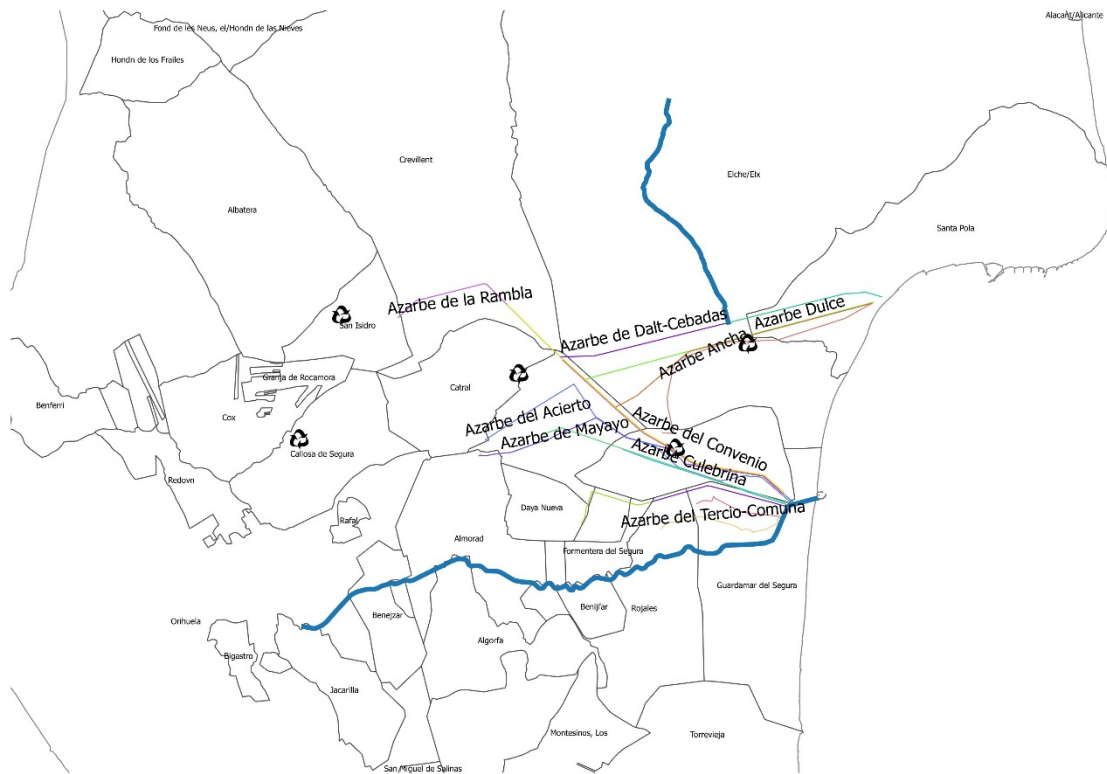 Alacant/Alicante
Fond de les Neus, el/Hondn de las Nieves
Hondn de los Frailes
Crevillent
Elche/Elx
Albatera
Santa Pola
Azarbe de la Rambla
Azarbe Dulce
Azarbe de Dalt-Cebadas
San Isidro
Azarbe Ancha
Granja de Rocamora
Catral
Benferri
Cox
Azarbe del Acierto
Azarbe de Mayayo
Azarbe del Convenio
Callosa de Segura
Azarbe Culebrina
Redovn
Daya Nueva
Azarbe del Tercio-Comuna
Rafal
Almorad
Formentera del Segura
Guardamar del Segura
Benejzar
Benijfar
Rojales
Orihuela
Algorfa
Bigastro
Jacarilla
Montesinos, Los
Torrevieja
San Miguel de Salinas